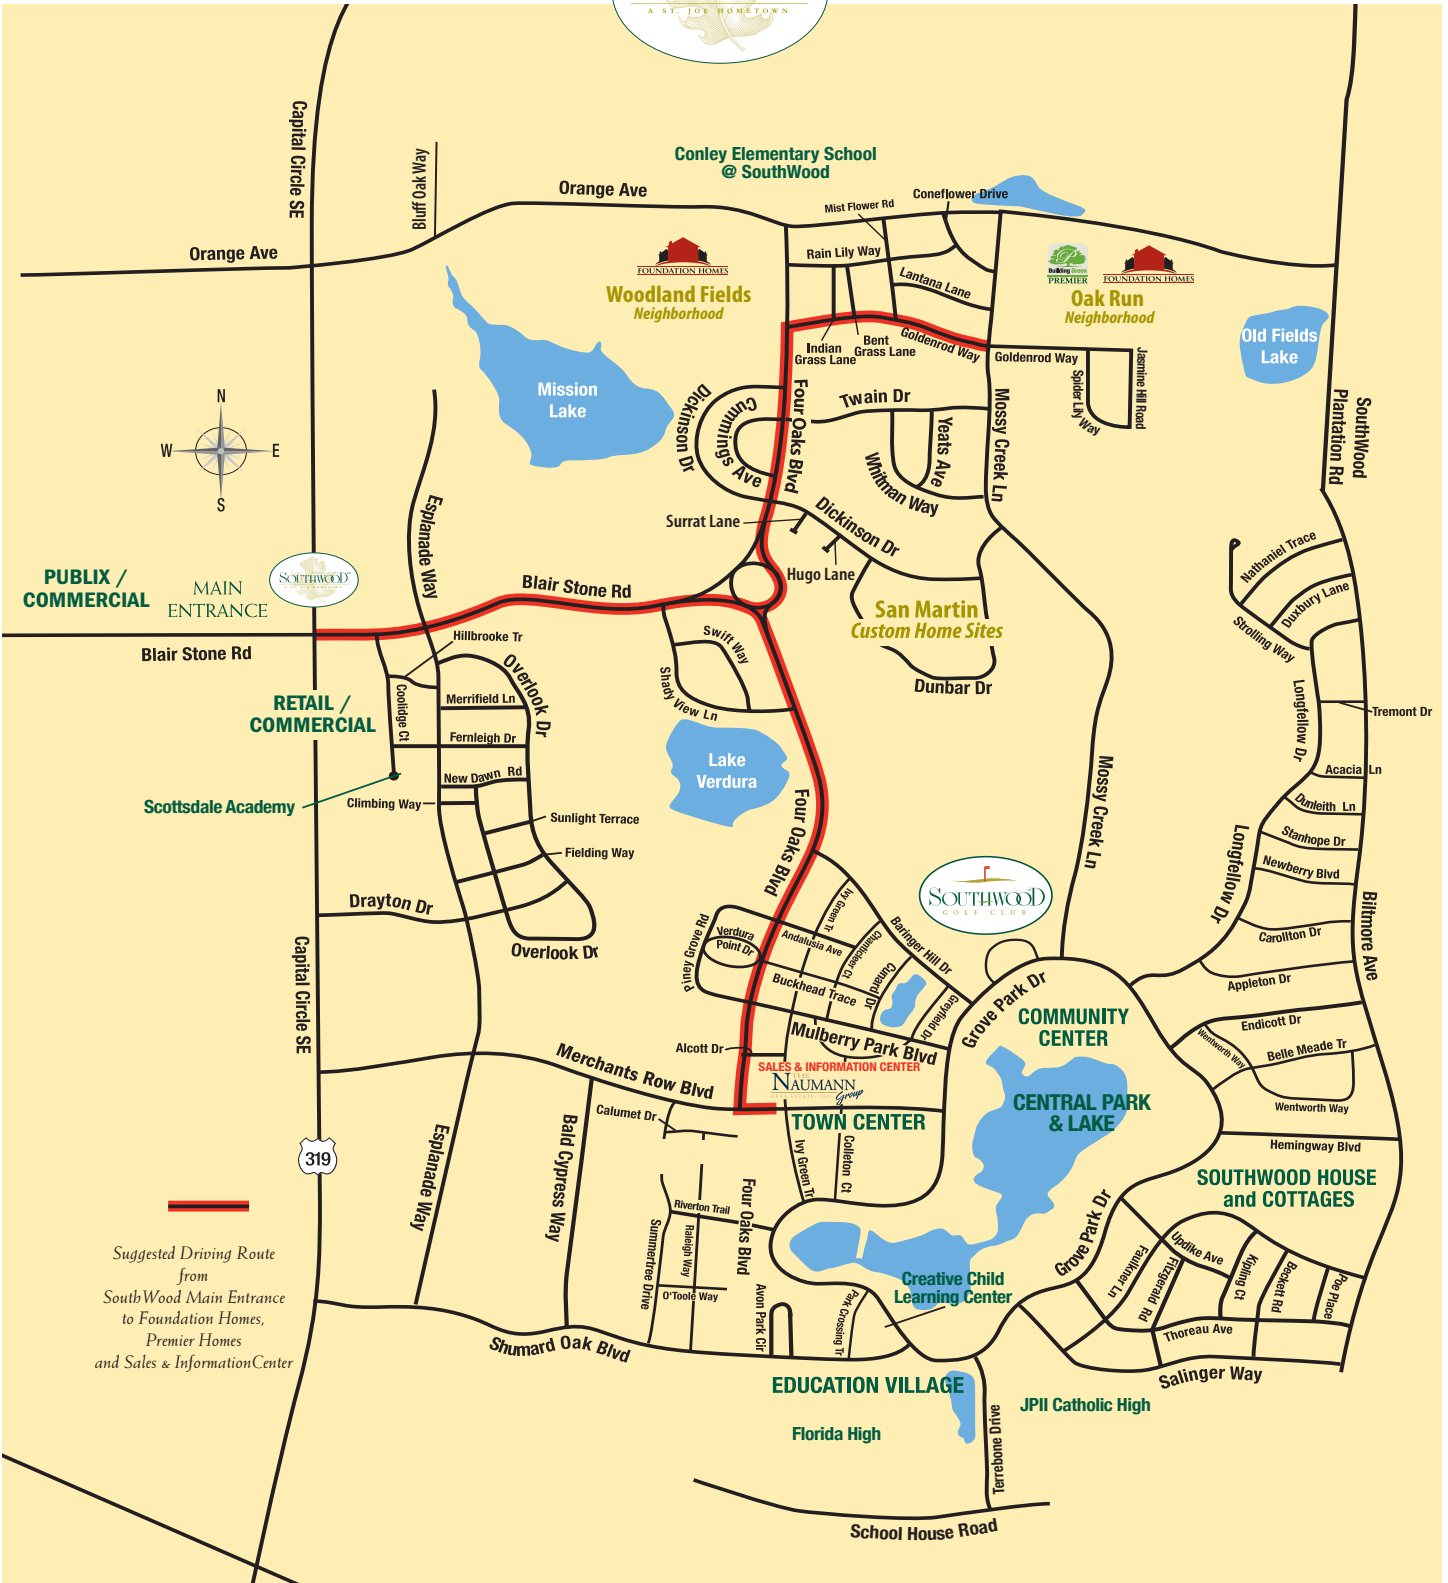 A ST. JOE HOMETOWN
Capital Circle SE
Bluff Oak Way
Conley Elementary School
@ SouthWood
Orange Ave
Orange Ave
Mist Flower Rd
Coneflower Drive
Rain Lily Way
Lantana Lane
FOUNDATION HOMES
Woodland Fields
Neighborhood
Building Green
PREMIER
FOUNDATION HOMES
Oak Run
Neighborhood
Old Fields
Lake
Indian
Grass Lane
Bent
Grass Lane
Goldenrod Way
Goldenrod Way
Spider Lily Way
Jasmine Hill Road
SouthWood
Plantation Rd
Mission
Lake
Dickinson Dr
Cummings Ave
Four Oaks Blvd
Twain Dr
Yeats Ave
Whitman Way
Mossy Creek Ln
N
W
E
S
Esplanade Way
Surrat Lane
Dickinson Dr
Hugo Lane
San Martin
Custom Home Sites
Dunbar Dr
Nathaniel Trace
Duxbury Lane
Strolling Way
PUBLIX /
COMMERCIAL
MAIN
ENTRANCE
SOUTHWOOD
Blair Stone Rd
Blair Stone Rd
Hillbrooke Tr
Overlook Dr
Swift Way
Shady View Ln
RETAIL /
COMMERCIAL
Coolidge Ct
Merrifield Ln
Fernleigh Dr
New Dawn Rd
Climbing Way
Scottsdale Academy
Sunlight Terrace
Fielding Way
Drayton Dr
Overlook Dr
Lake
Verdura
Four Oaks Blvd
Mossy Creek Ln
Longfellow Dr
Tremont Dr
Acacia Ln
Dunleith Ln
Stanhope Dr
Newberry Blvd
Longfellow Dr
Biltmore Ave
Carollton Dr
Appleton Dr
Endicott Dr
Belle Meade Tr
Wentworth Way
Wentworth Way
Hemingway Blvd
SOUTHWOOD
GOLF CLUB
Piney Grove Rd
Verdura
Point Dr
Ivy Green Tr
Andalusia Ave
Chanticleer Ct
Baringer Hill Dr
Cunard Dr
Buckhead Trace
Greyfield Dr
Mulberry Park Blvd
Grove Park Dr
COMMUNITY
CENTER
Capital Circle SE
Alcott Dr
SALES & INFORMATION CENTER
THE
NAUMANN
Group
Merchants Row Blvd
Calumet Dr
TOWN CENTER
CENTRAL PARK
& LAKE
319
Esplanade Way
Bald Cypress Way
Ivy Green Tr
Colleton Ct
SOUTHWOOD HOUSE
and COTTAGES
Riverton Trail
Four Oaks Blvd
Summertree Drive
Raleigh Way
O'Toole Way
Avon Park Cir
Park Crossing Tr
Creative Child
Learning Center
Grove Park Dr
Faulkner Ln
Fitzgerald Rd
Updike Ave
Kipling Ct
Beckett Rd
Poe Place
Thoreau Ave
Salinger Way
Shumard Oak Blvd
Suggested Driving Route
from
SouthWood Main Entrance
to Foundation Homes,
Premier Homes
and Sales & InformationCenter
EDUCATION VILLAGE
Florida High
JPII Catholic High
Terrebone Drive
School House Road